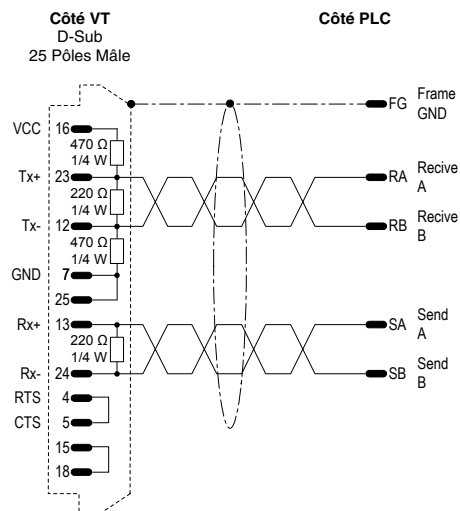 Côté VT
D-Sub
25 Pôles Mâle
Côté PLC
FG Frame
GND
VCC 16
470 Ω
1/4 W
Tx+ 23
RA Recive
A
220 Ω
1/4 W
Tx- 12
RB Recive
B
470 Ω
1/4 W
GND 7
25
Rx+ 13
SA Send
A
220 Ω
1/4 W
Rx- 24
SB Send
B
RTS 4
CTS 5
15
18